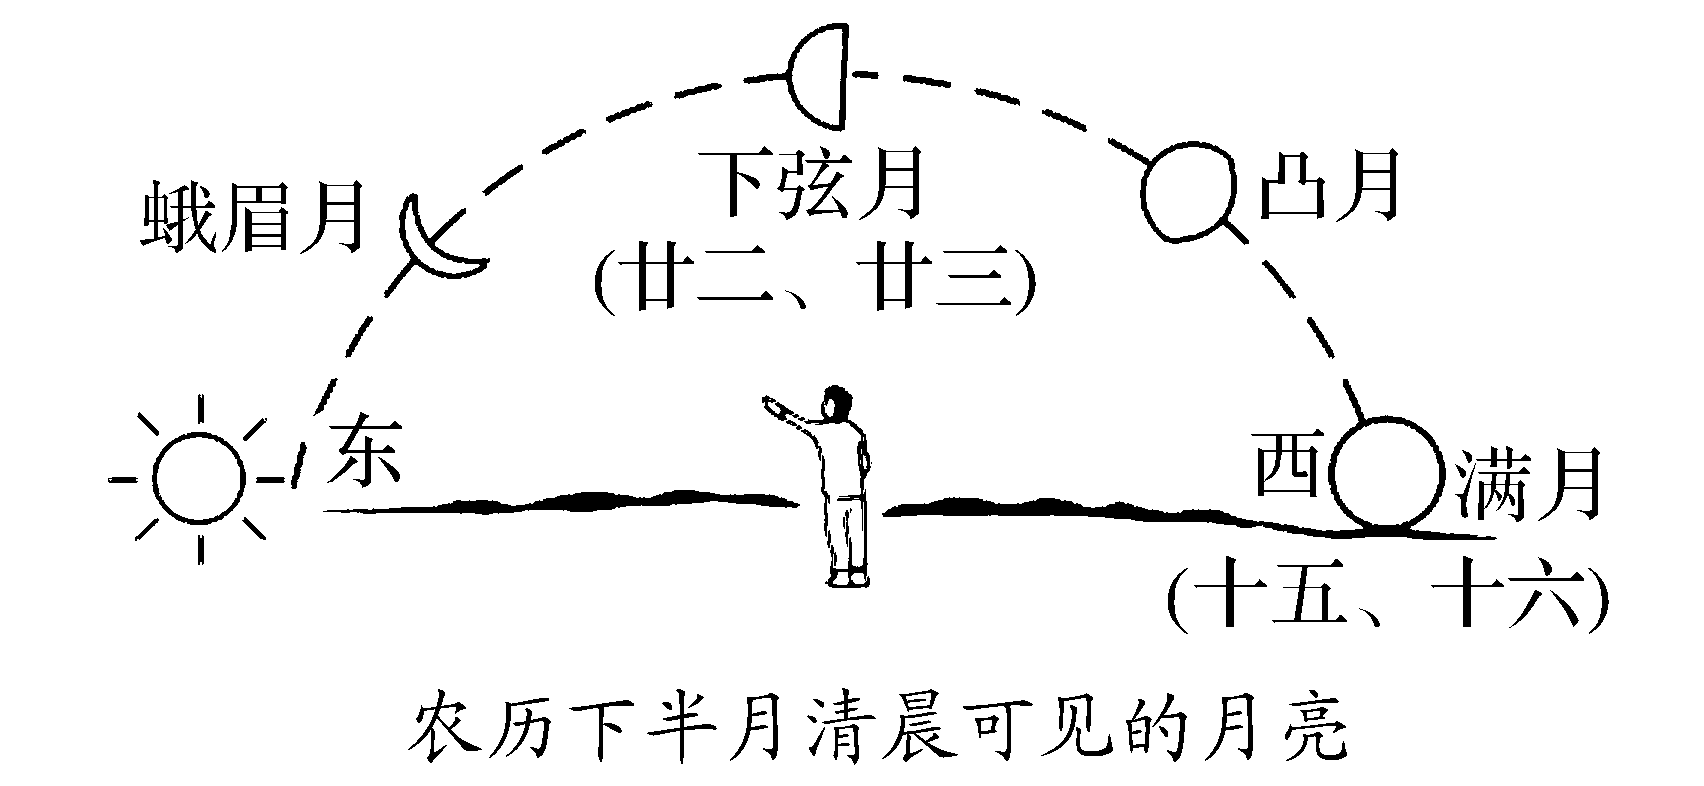 下弦月
(廿二、廿三)
凸月
蛾眉月
东
西
满月
(十五、十六)
农历下半月清晨可见的月亮